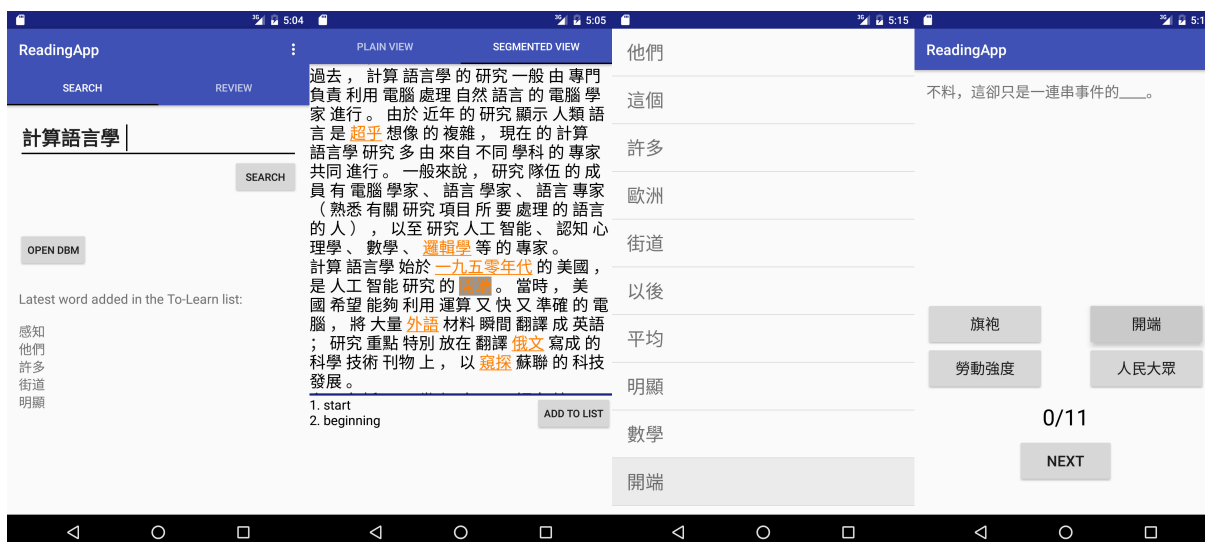 3G 5:04
ReadingApp
SEARCH REVIEW
計算語言學
SEARCH
OPEN DBM
Latest word added in the To-Learn list:
感知
他們
許多
街道
明顯
3G 5:05
PLAIN VIEW SEGMENTED VIEW
過去 ， 計算 語言學 的 研究 一般 由 專門
負責 利用 電腦 處理 自然 語言 的 電腦 學
家 進行 。 由於 近年 的 研究 顯示 人類 語
言 是 超乎 想像 的 複雜 ， 現在 的 計算
語言學 研究 多 由 來自 不同 學科 的 專家
共同 進行 。 一般來說 ， 研究 隊伍 的 成
員 有 電腦 學家 、 語言 學家 、 語言 專家
（ 熟悉 有關 研究 項目 所 要 處理 的 語言
的 人 ） ， 以至 研究 人工 智能 、 認知 心
理學 、 數學 、 邏輯學 等 的 專家 。
計算 語言學 始於 一九五零年代 的 美國 ，
是 人工 智能 研究 的 開端 。 當時 ， 美
國 希望 能夠 利用 運算 又 快 又 準確 的 電
腦 ， 將 大量 外語 材料 瞬間 翻譯 成 英語
； 研究 重點 特別 放在 翻譯 俄文 寫成 的
科學 技術 刊物 上 ， 以 窺探 蘇聯 的 科技
發展 。
1. start
2. beginning
ADD TO LIST
3G 5:15
他們
這個
許多
歐洲
街道
以後
平均
明顯
數學
開端
3G
ReadingApp
不料，這卻只是一連串事件的____。
旗袍 開端
勞動強度 人民大眾
0/11
NEXT